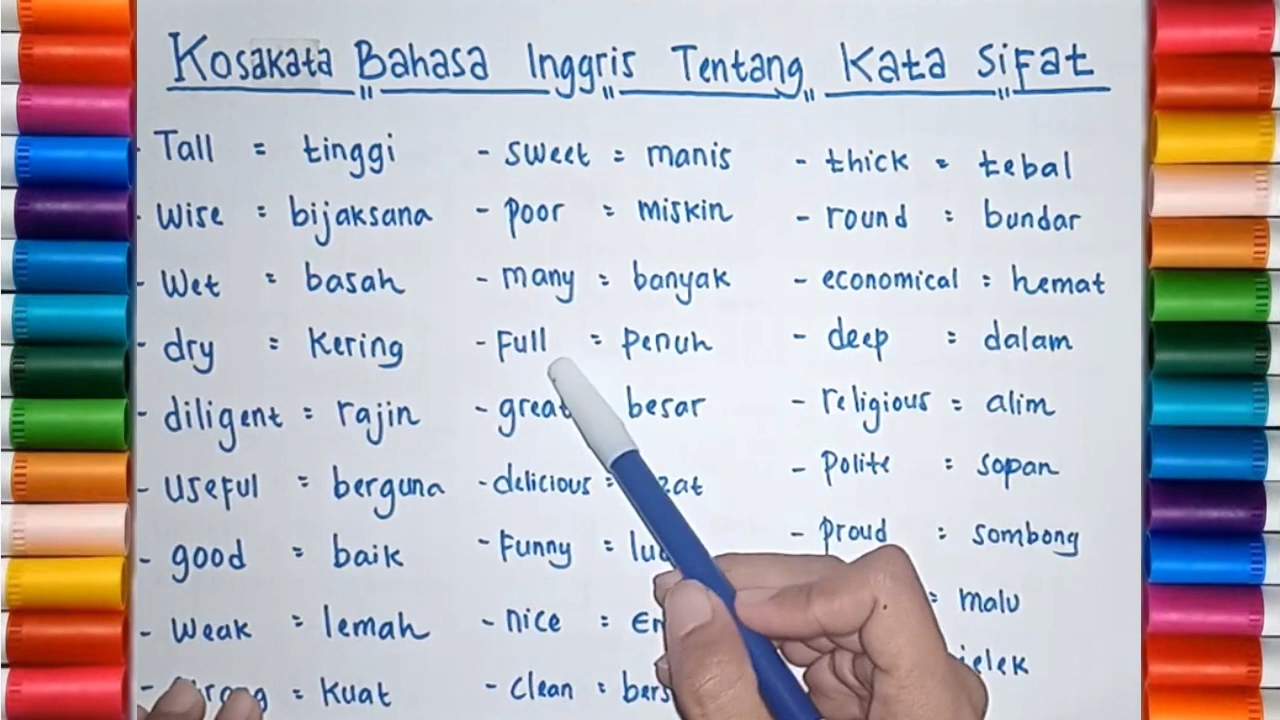 Kosakata Bahasa Inggris Tentang Kata Sifat
Tall = tinggi
Wise = bijaksana
Wet = basah
dry = Kering
diligent = rajin
useful = berguna
good = baik
Weak = lemah
= Kuat
- sweet = manis
- poor = miskin
- many = banyak
- Full = penuh
- great besar
- delicious =
- Funny =
- nice =
- Clean =
- thick = tebal
- round = bundar
- economical = hemat
- deep = dalam
- religious = alim
- polite = sopan
- proud = sombong
= malu